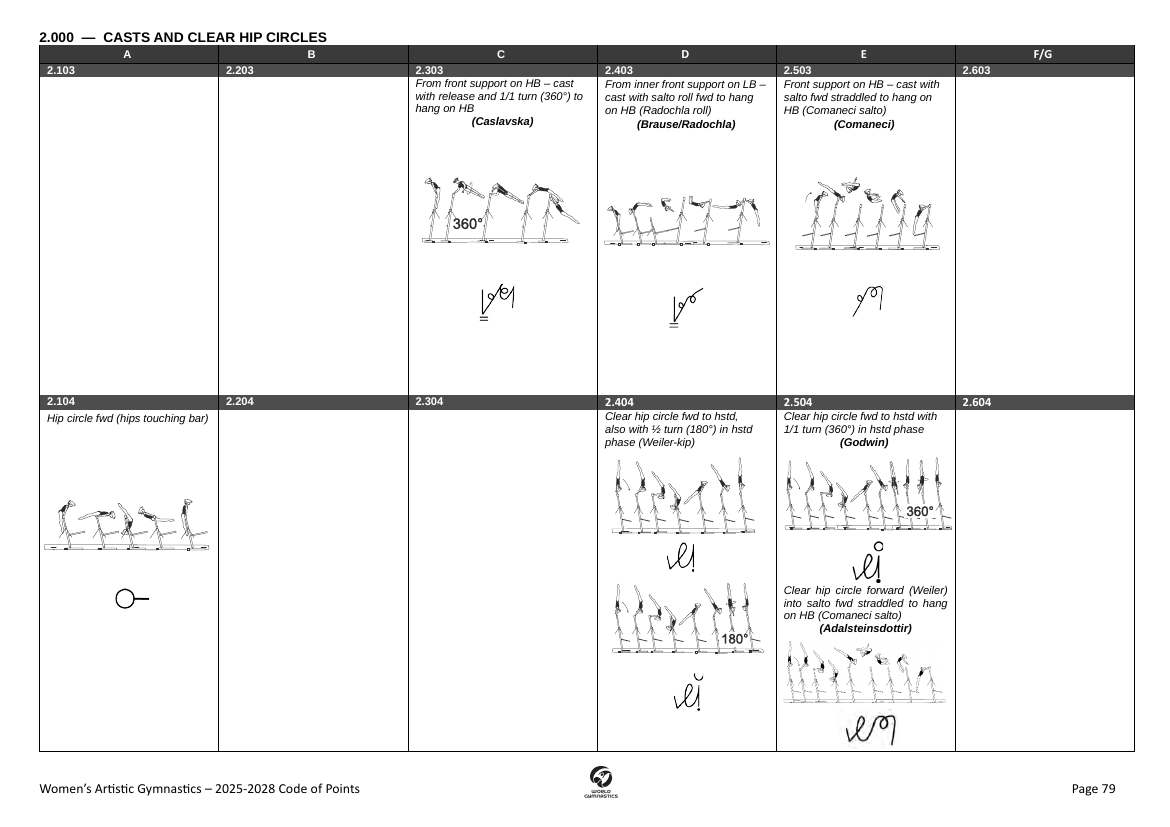 2.000 — CASTS AND CLEAR HIP CIRCLES
A B C D E F/G
2.103 2.203 2.303 2.403 2.503 2.603
From front support on HB – cast
with release and 1/1 turn (360°) to
hang on HB
(Caslavska)
360°
From inner front support on LB –
cast with salto roll fwd to hang
on HB (Radochla roll)
(Brause/Radochla)
Front support on HB – cast with
salto fwd straddled to hang on
HB (Comaneci salto)
(Comaneci)
2.104 2.204 2.304 2.404 2.504 2.604
Hip circle fwd (hips touching bar)
Clear hip circle fwd to hstd,
also with ½ turn (180°) in hstd
phase (Weiler-kip)
180°
Clear hip circle fwd to hstd with
1/1 turn (360°) in hstd phase
(Godwin)
360°
Clear hip circle forward (Weiler)
into salto fwd straddled to hang
on HB (Comaneci salto)
(Adalsteinsdottir)
Women's Artistic Gymnastics – 2025-2028 Code of Points
WORLD
GYMNASTICS
Page 79